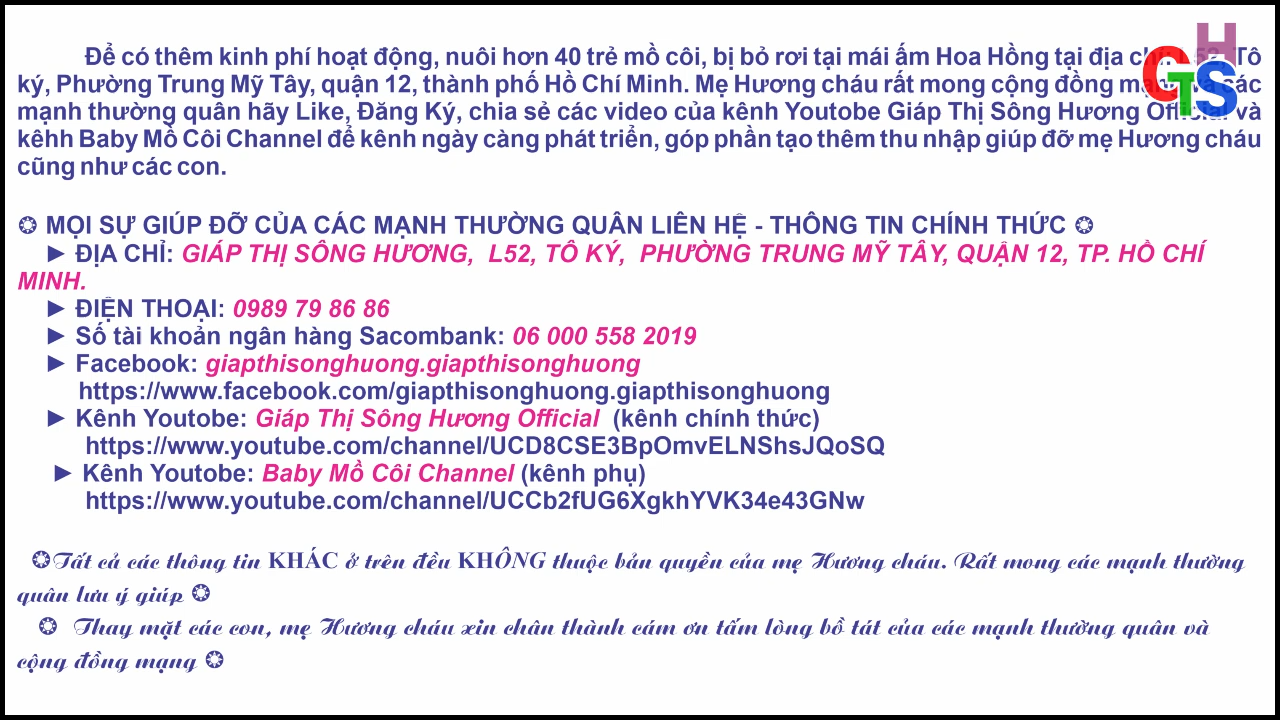 Để có thêm kinh phí hoạt động, nuôi hơn 40 trẻ mồ côi, bị bỏ rơi tại mái ấm Hoa Hồng tại địa chỉ: L52, Tô
ký, Phường Trung Mỹ Tây, quận 12, thành phố Hồ Chí Minh. Mẹ Hương cháu rất mong cộng đồng mạng và các
mạnh thường quân hãy Like, Đăng Ký, chia sẻ các video của kênh Youtobe Giáp Thị Sông Hương Official và
kêhh Baby Mồ Côi Channel để kênh ngày càng phát triển, góp phần tạo thêm thu nhập giúp đỡ mẹ Hương cháu
cũng như các con.
HGTS
❂ MỌI SỰ GIÚP ĐỠ CỦA CÁC MẠNH THƯỜNG QUÂN LIÊN HỆ - THÔNG TIN CHÍNH THỨC ❂
► ĐỊA CHỈ: GIÁP THỊ SÔNG HƯƠNG, L52, TÔ KÝ, PHƯỜNG TRUNG MỸ TÂY, QUẬN 12, TP. HỒ CHÍ
MINH.
► ĐIỆN THOẠI: 0989 79 86 86
► Số tài khoản ngân hàng Sacombank: 06 000 558 2019
► Facebook: giapthisonghuong.giapthisonghuong
https://www.facebook.com/giapthisonghuong.giapthisonghuong
► Kênh Youtobe: Giáp Thị Sông Hương Official (kênh chính thức)
https://www.youtube.com/channel/UCD8CSE3BpOmvELNShsJQoSQ
► Kênh Youtobe: Baby Mồ Côi Channel (kênh phụ)
https://www.youtube.com/channel/UCCb2fUG6XgkhYVK34e43GNw
❂Tất cả các thông tin KHÁC ở trên đều KHÔNG thuộc bản quyền của mẹ Hương cháu. Rất mong các mạnh thường
quân lưu ý giúp ❂
❂ Thay mặt các con, mẹ Hương cháu xin chân thành cám ơn tấm lòng bồ tát của các mạnh thường quân và
cộng đồng mạng ❂